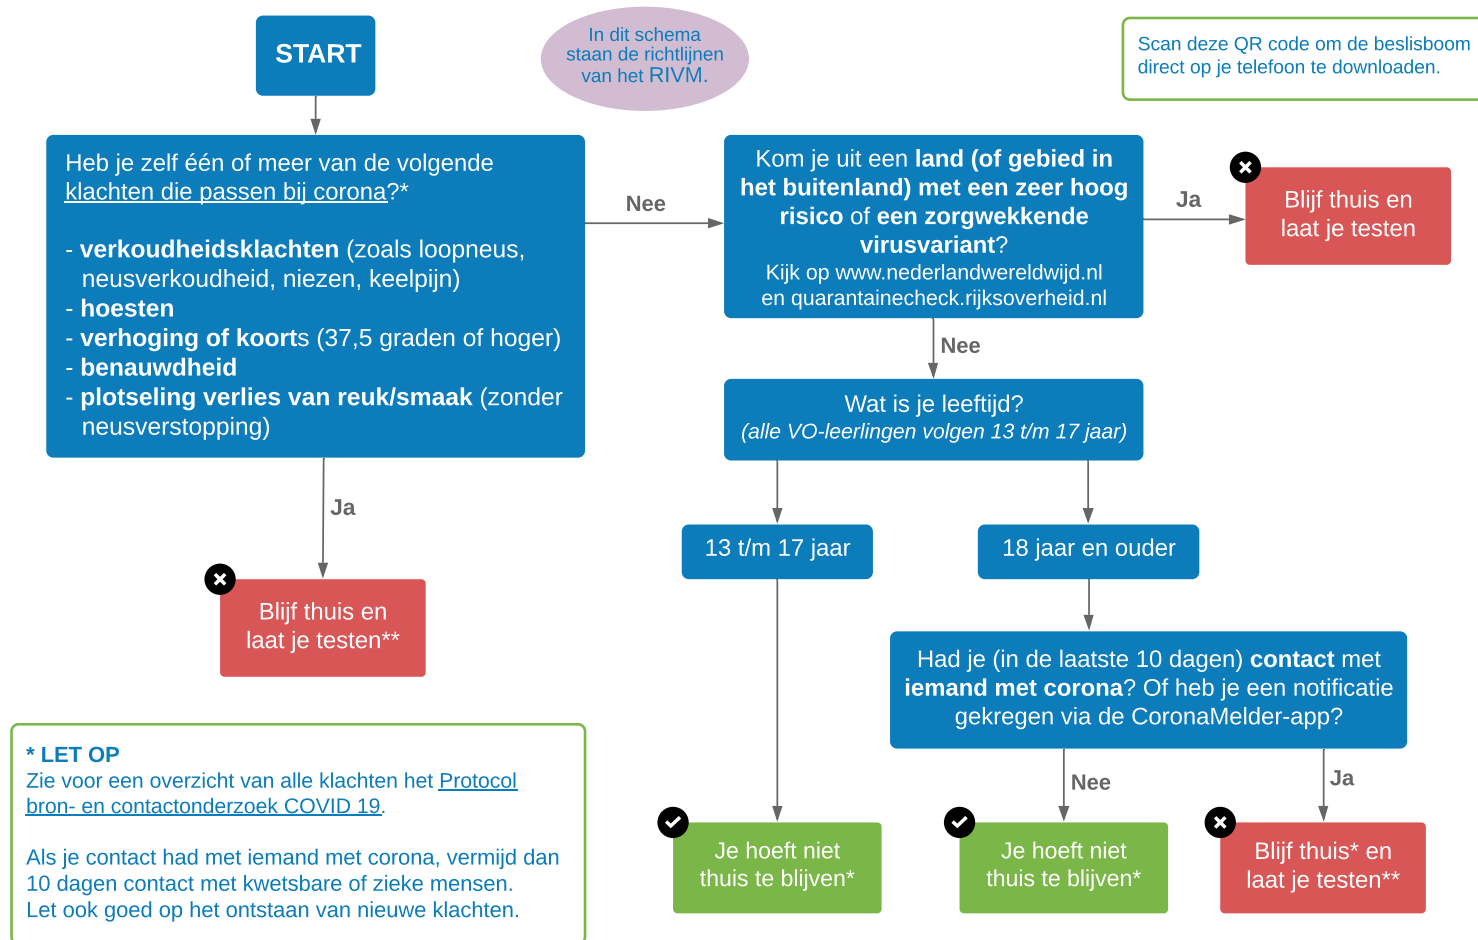 START
In dit schema
staan de richtlijnen
van het RIVM.
Scan deze QR code om de beslisboom
direct op je telefoon te downloaden.
Heb je zelf één of meer van de volgende
klachten die passen bij corona?*
- verkoudheidsklachten (zoals loopneus,
neusverkoudheid, niezen, keelpijn)
- hoesten
- verhoging of koorts (37,5 graden of hoger)
- benauwdheid
- plotseling verlies van reuk/smaak (zonder
neusverstopping)
Nee
Kom je uit een land (of gebied in
het buitenland) met een zeer hoog
risico of een zorgwekkende
virusvariant?
Kijk op www.nederlandwereldwijd.nl
en quarantainecheck.rijksoverheid.nl
Ja
Blijf thuis en
laat je testen
Nee
Wat is je leeftijd?
(alle VO-leerlingen volgen 13 t/m 17 jaar)
Ja
Blijf thuis en
laat je testen**
13 t/m 17 jaar
18 jaar en ouder
Had je (in de laatste 10 dagen) contact met
iemand met corona? Of heb je een notificatie
gekregen via de CoronaMelder-app?
Nee
Ja
Je hoeft niet
thuis te blijven*
Je hoeft niet
thuis te blijven*
Blijf thuis* en
laat je testen**
* LET OP
Zie voor een overzicht van alle klachten het Protocol
bron- en contactonderzoek COVID 19.
Als je contact had met iemand met corona, vermijd dan
10 dagen contact met kwetsbare of zieke mensen.
Let ook goed op het ontstaan van nieuwe klachten.